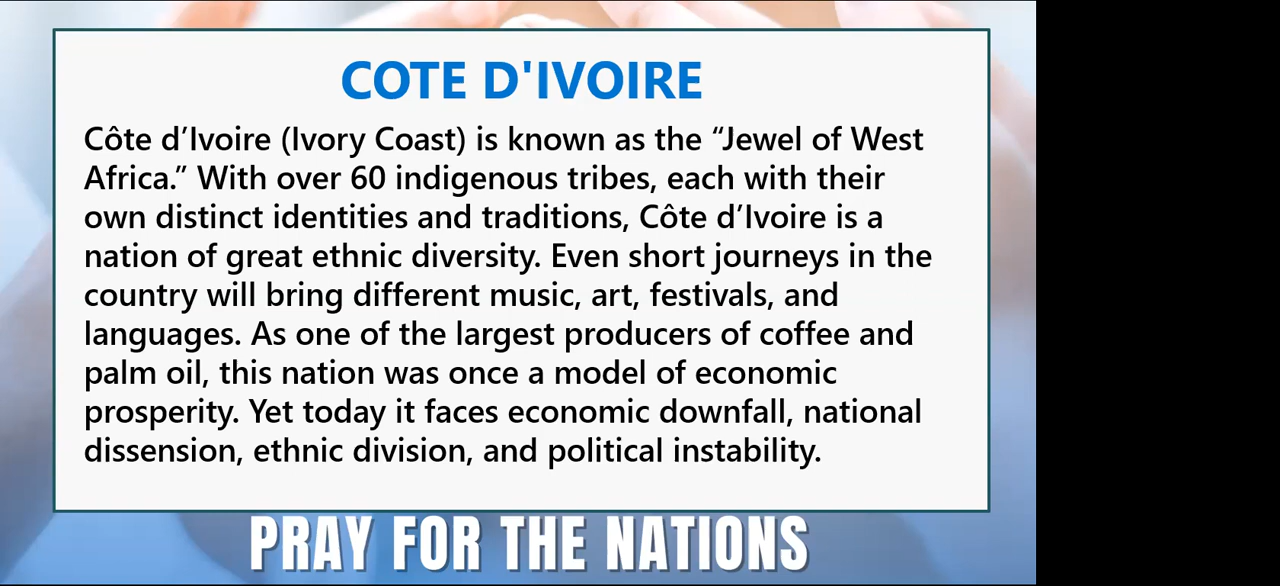 COTE D'IVOIRE
Côte d’Ivoire (Ivory Coast) is known as the “Jewel of West
Africa.” With over 60 indigenous tribes, each with their
own distinct identities and traditions, Côte d’Ivoire is a
nation of great ethnic diversity. Even short journeys in the
country will bring different music, art, festivals, and
languages. As one of the largest producers of coffee and
palm oil, this nation was once a model of economic
prosperity. Yet today it faces economic downfall, national
dissension, ethnic division, and political instability.
PRAY FOR THE NATIONS